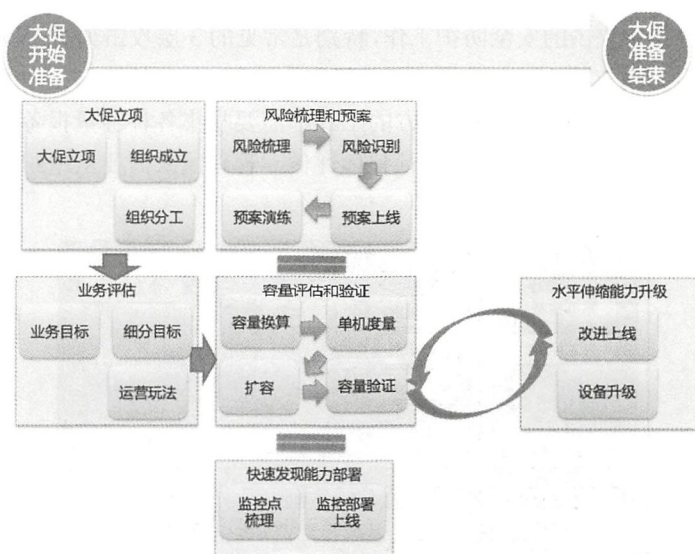 大促
开始
准备
大促
准备
结束
大促立项
大促立项
组织成立
组织分工
风险梳理和预案
风险梳理
风险识别
预案演练
预案上线
业务评估
业务目标
细分目标
运营玩法
容量评估和验证
容量换算
单机度量
扩容
容量验证
水平伸缩能力升级
改进上线
设备升级
快速发现能力部署
监控点
梳理
监控部署
上线